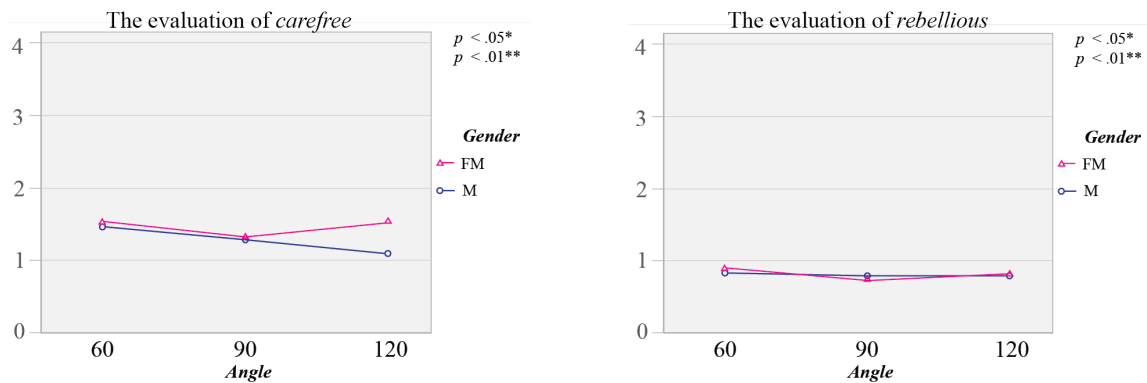 The evaluation of carefree
p < .05*
p < .01**
4
3
2
1
0
Gender
FM
M
60 90 120
Angle
The evaluation of rebellious
p < .05*
p < .01**
4
3
2
1
0
Gender
FM
M
60 90 120
Angle